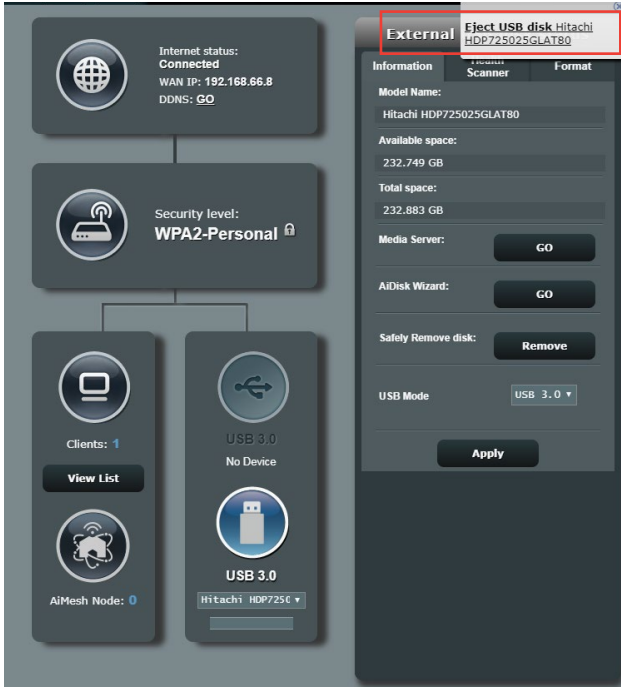 Internet status:
Connected
WAN IP: 192.168.66.8
DDNS: GO
Security level:
WPA2-Personal
Clients: 1
View List
AiMesh Node: 0
USB 3.0
No Device
USB 3.0
Hitachi HDP725
External
Eject USB disk Hitachi
HDP725025GLAT80
Information
Health
Scanner
Format
Model Name:
Hitachi HDP725025GLAT80
Available space:
232.749 GB
Total space:
232.883 GB
Media Server:
GO
AiDisk Wizard:
GO
Safely Remove disk:
Remove
USB Mode
USB 3.0
Apply